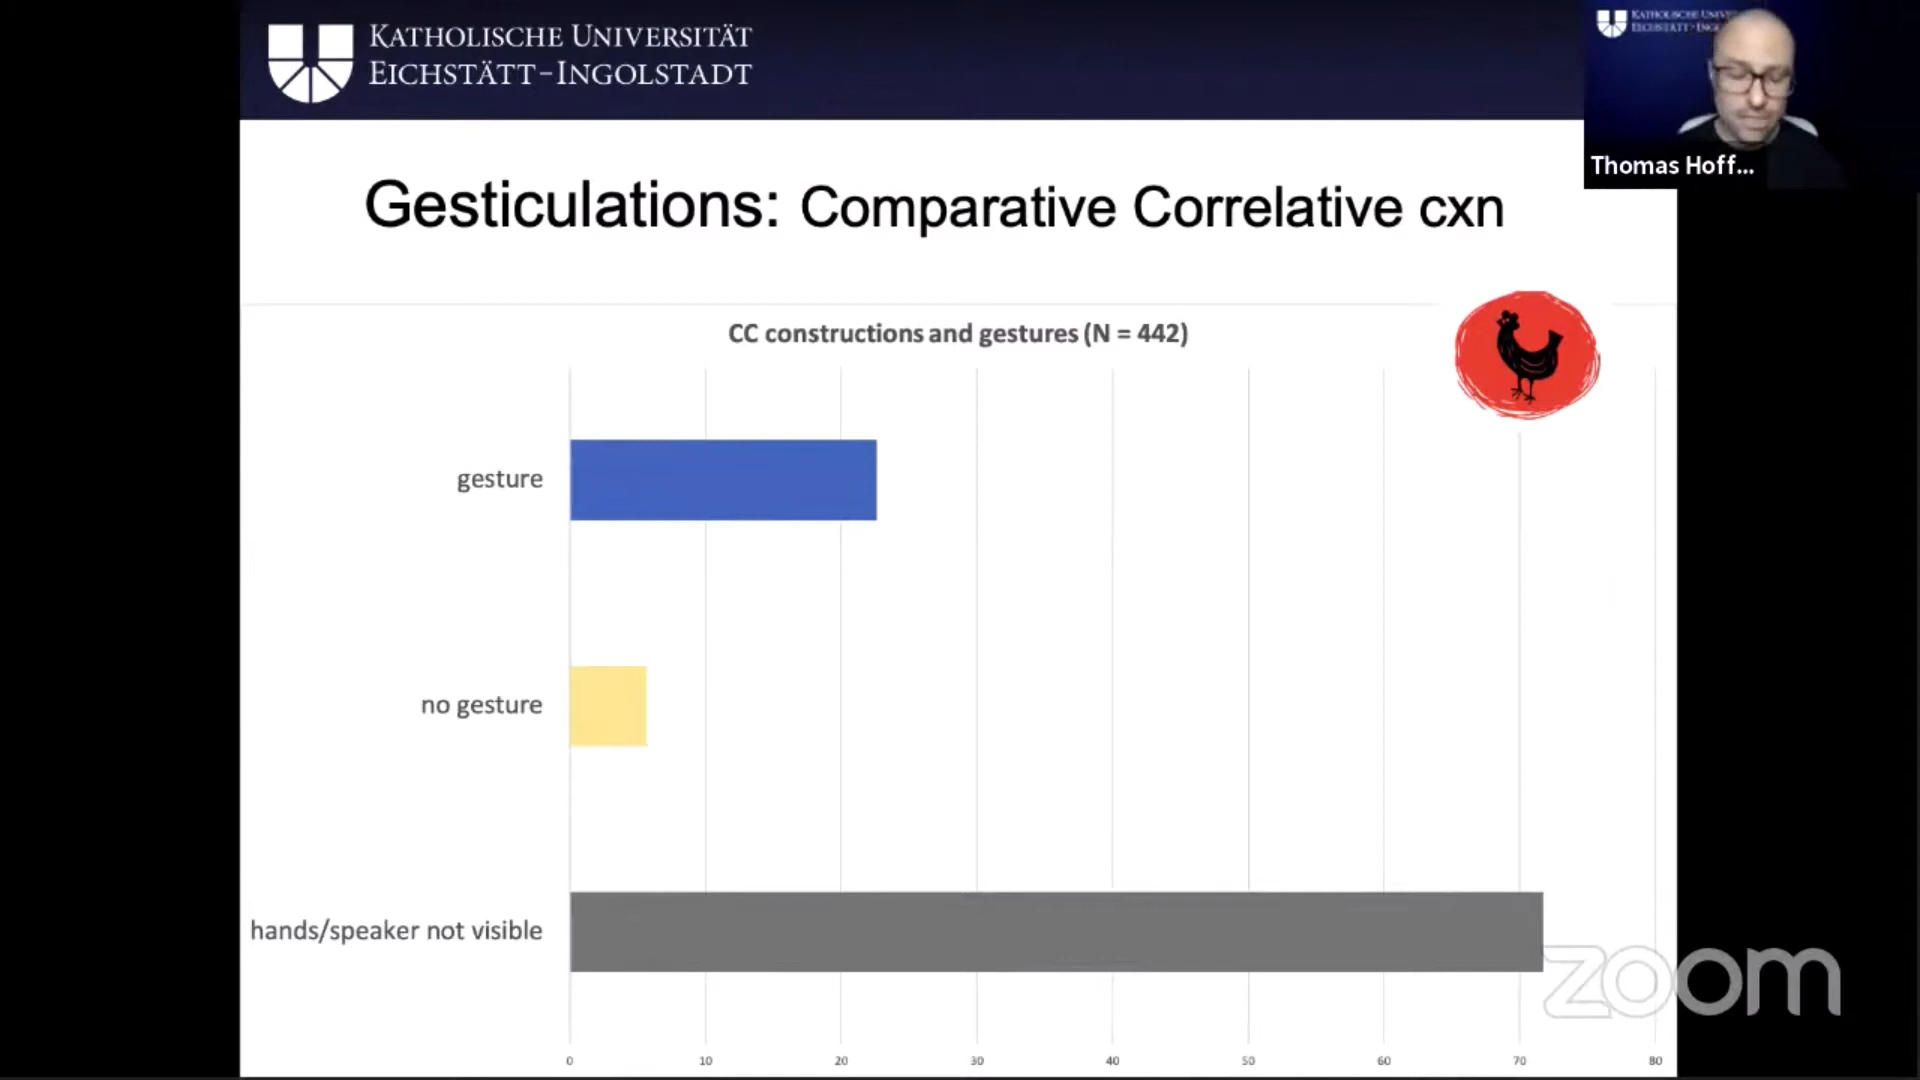 KATHOLISCHE UNIVERSITÄT
EICHSTÄTT-INGOLSTADT
Thomas Hoff...
Gesticulations: Comparative Correlative cxn
CC constructions and gestures (N = 442)
gesture
no gesture
hands/speaker not visible
0 10 20 30 40 50 60 70 80
zoom